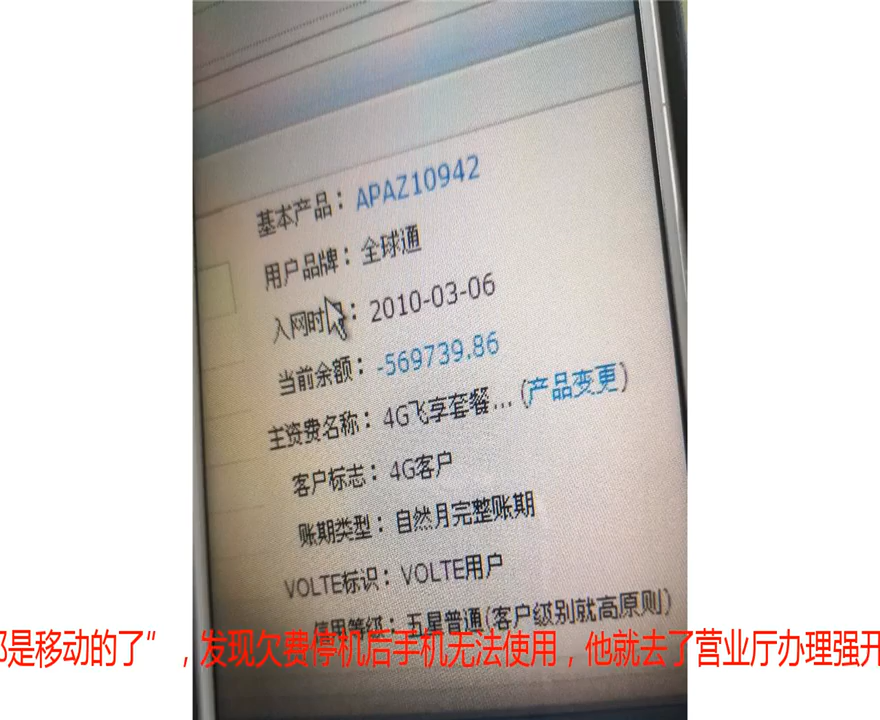 基本产品：APAZ10942
用户品牌：全球通
入网时间：2010-03-06
当前余额：-569739.86
主资费名称：4G飞享套餐...（产品变更）
客户标志：4G客户
账期类型：自然月完整账期
VOLTE标识：VOLTE用户
信用等级：五星普通(客户级别就高原则)
都是移动的了”，发现欠费停机后手机无法使用，他就去了营业厅办理强开